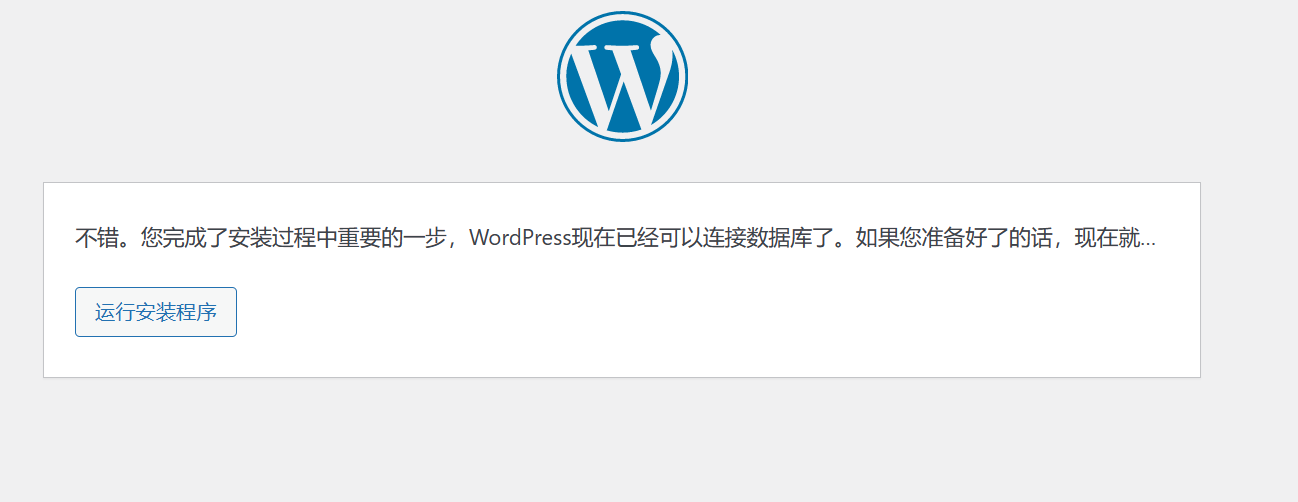 不错。您完成了安装过程中重要的一步，WordPress现在已经可以连接数据库了。如果您准备好了的话，现在就…
运行安装程序